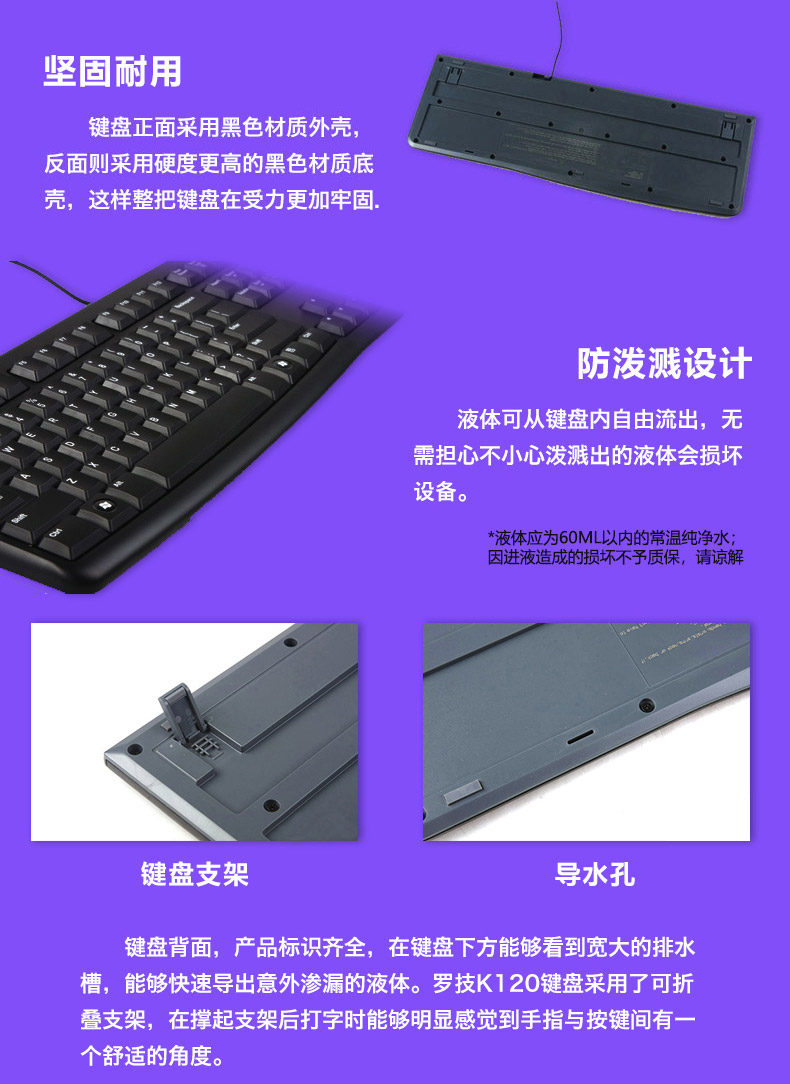 坚固耐用
键盘正面采用黑色材质外壳，
反面则采用硬度更高的黑色材质底
壳，这样整把键盘在受力更加牢固.
防泼溅设计
液体可从键盘内自由流出，无
需担心不小心泼溅出的液体会损坏
设备。
*液体应为60ML以内的常温纯净水；
因进液造成的损坏不予质保，请谅解
键盘支架
导水孔
键盘背面，产品标识齐全，在键盘下方能够看到宽大的排水
槽，能够快速导出意外渗漏的液体。罗技K120键盘采用了可折
叠支架，在撑起支架后打字时能够明显感觉到手指与按键间有一
个舒适的角度。